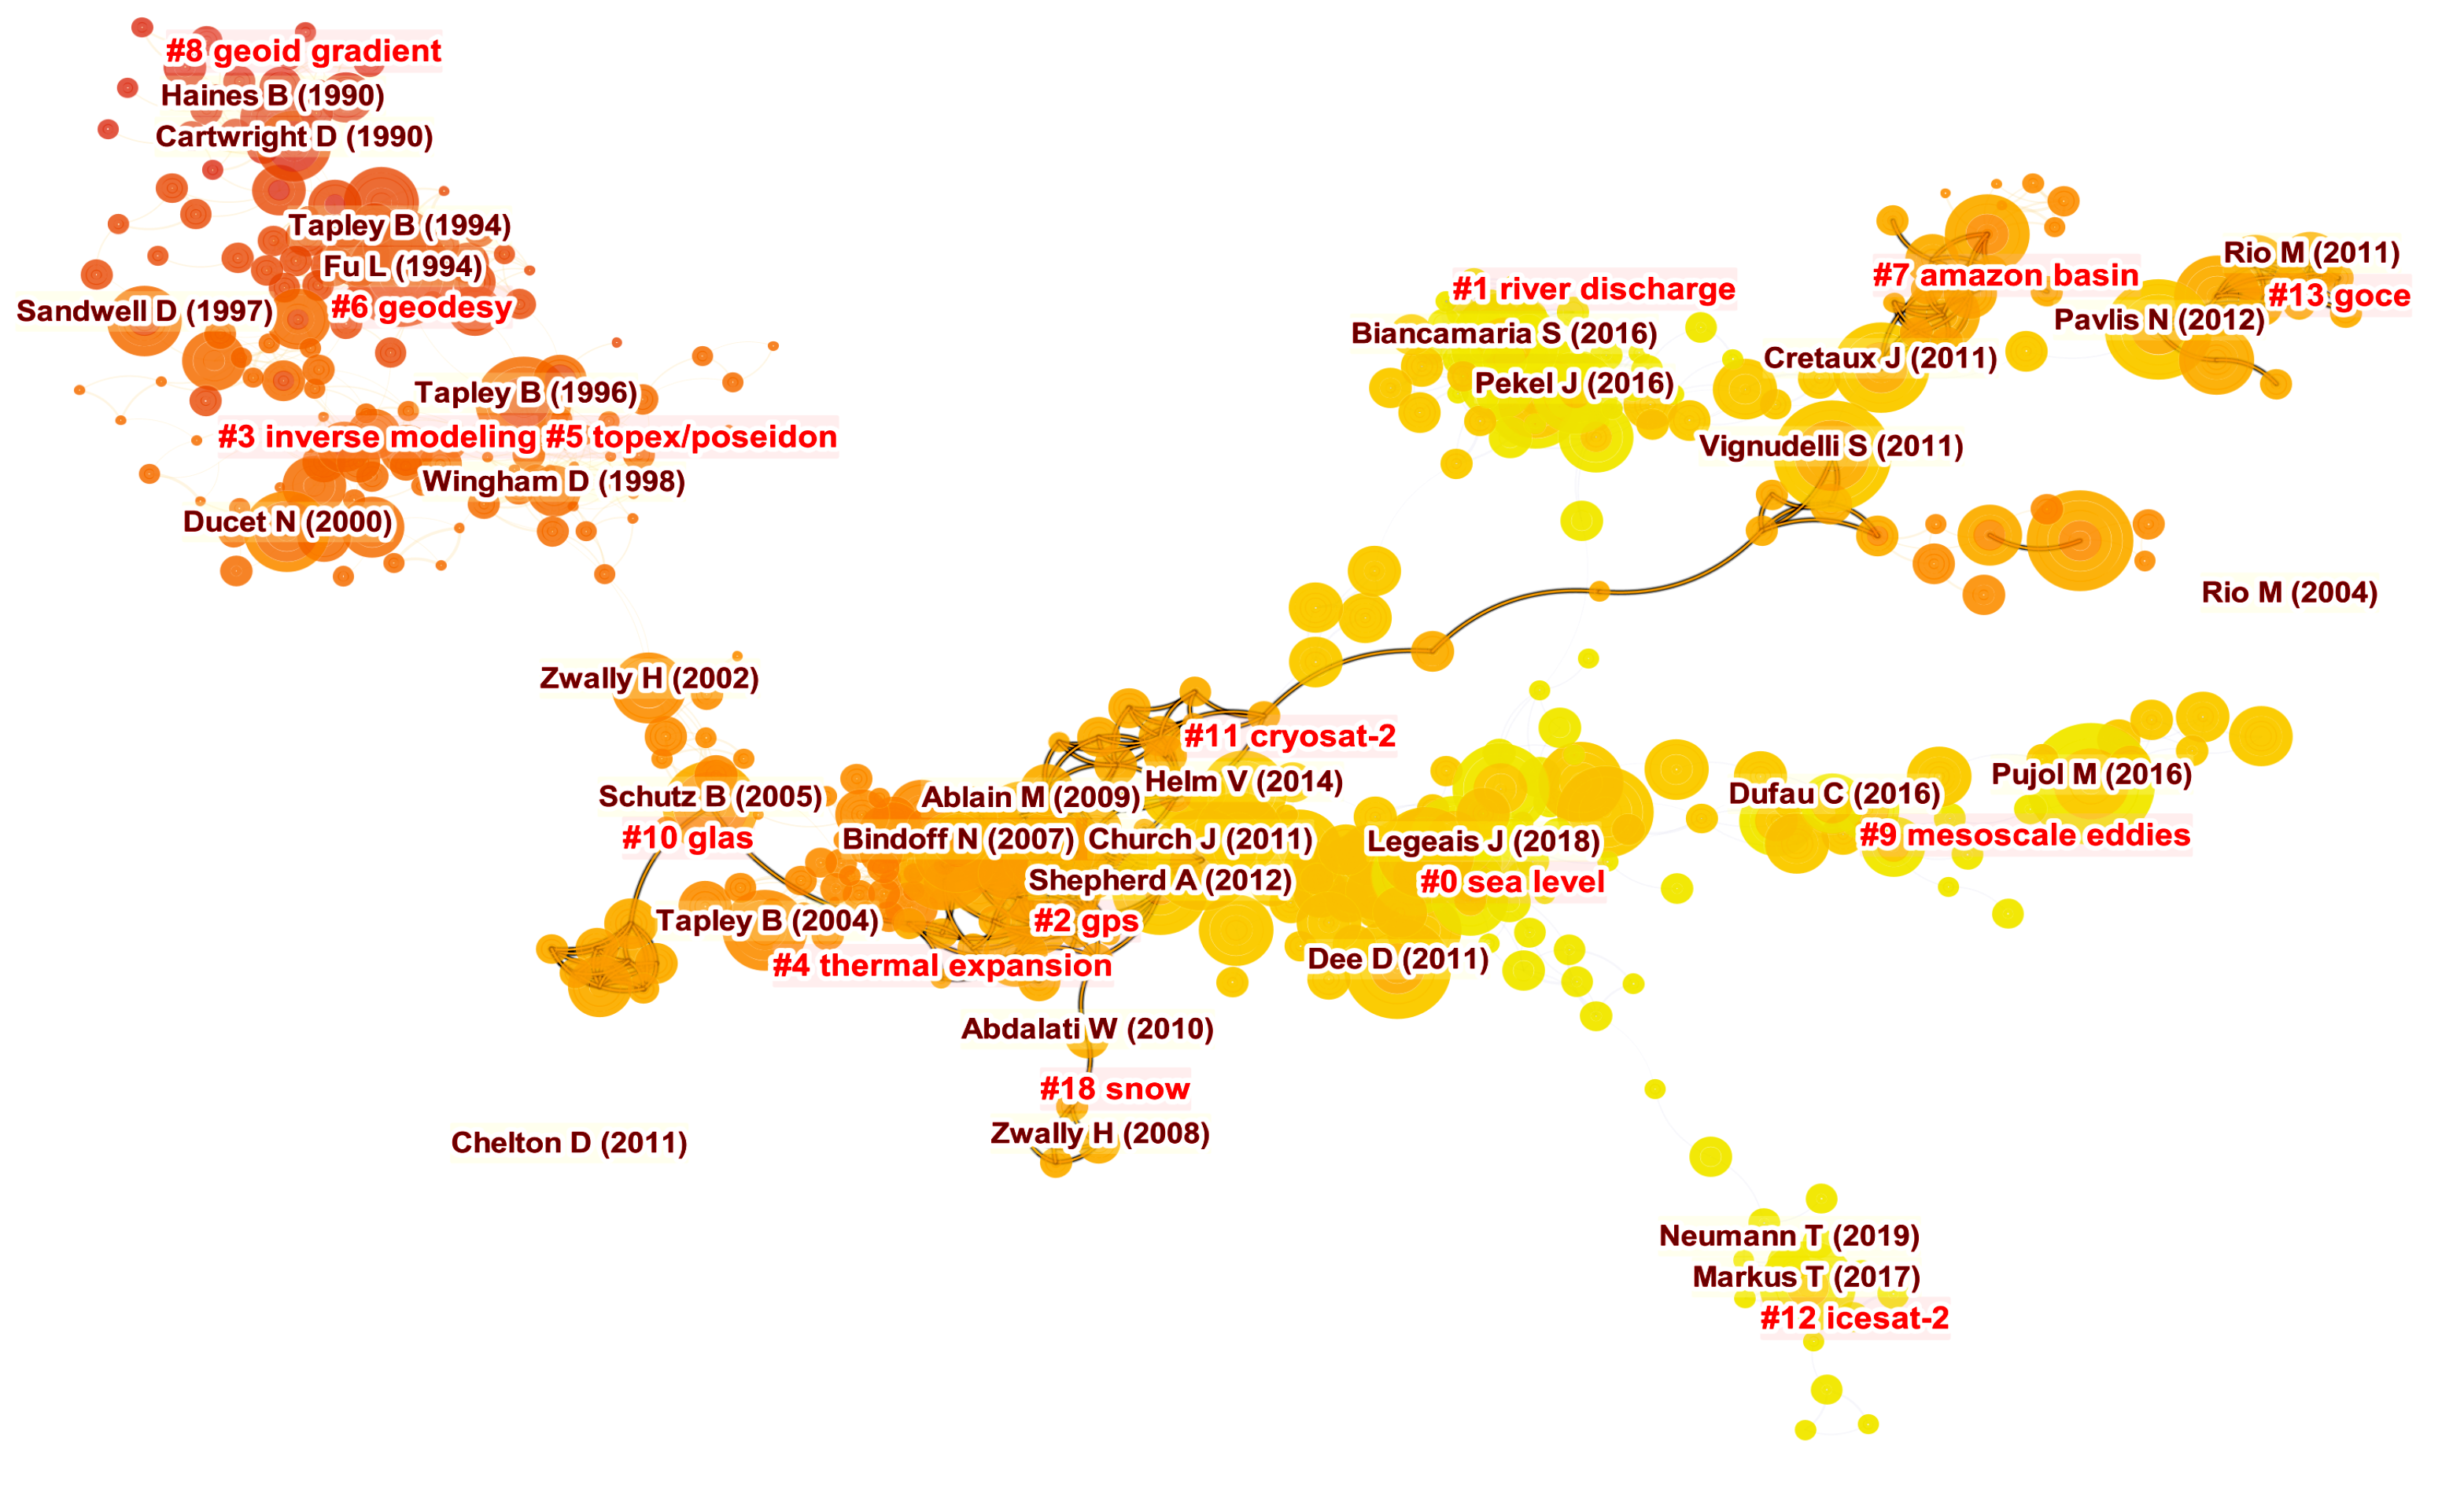 #8 geoid gradient
Haines B (1990)
Cartwright D (1990)
Tapley B (1994)
Fu L (1994)
#6 geodesy
Sandwell D (1997)
Tapley B (1996)
#3 inverse modeling #5 topex/poseidon
Wingham D (1998)
Ducet N (2000)
#1 river discharge
Biancamaria S (2016)
Pekel J (2016)
#7 amazon basin
Cretaux J (2011)
Rio M (2011)
#13 goce
Pavlis N (2012)
Vignudelli S (2011)
Rio M (2004)
Zwally H (2002)
Schutz B (2005)
#10 glas
#11 cryosat-2
Helm V (2014)
Ablain M (2009)
Bindoff N (2007)
Church J (2011)
Shepherd A (2012)
Tapley B (2004)
#2 gps
#4 thermal expansion
Legeais J (2018)
#0 sea level
Dee D (2011)
Dufau C (2016)
Pujol M (2016)
#9 mesoscale eddies
Abdalati W (2010)
#18 snow
Zwally H (2008)
Chelton D (2011)
Neumann T (2019)
Markus T (2017)
#12 icesat-2